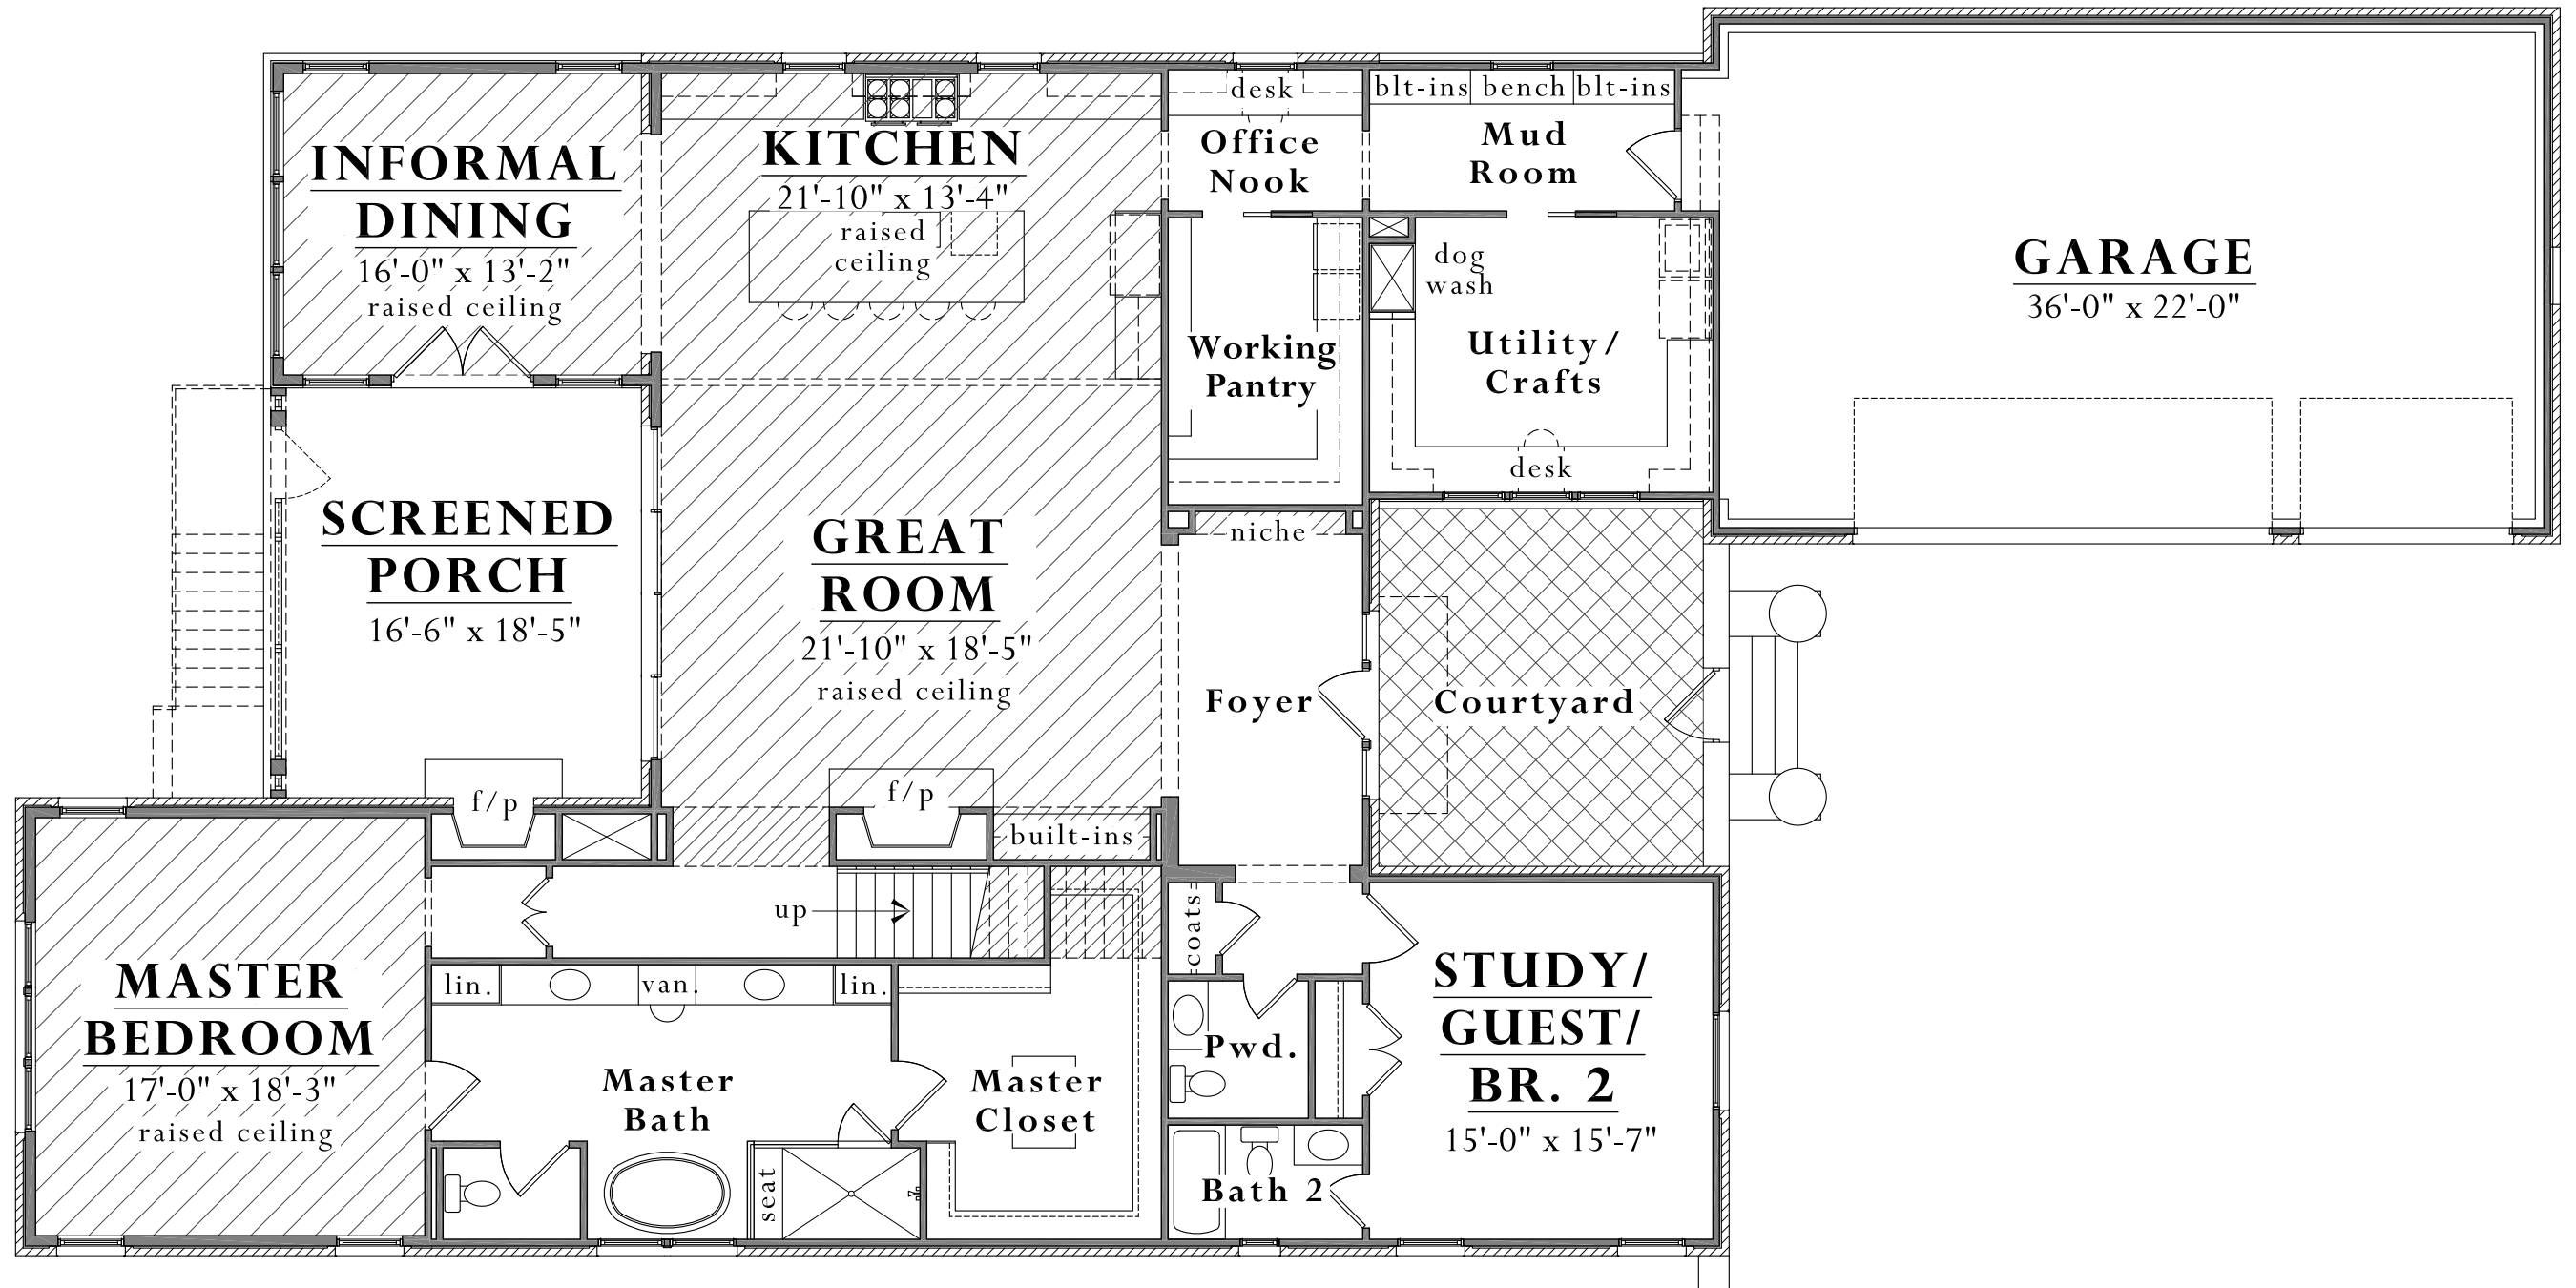 desk
blt-ins
bench
blt-ins
INFORMAL
DINING
16'-0" x 13'-2"
raised ceiling
KITCHEN
21'-10" x 13'-4"
raised
ceiling
Office
Nook
Mud
Room
GARAGE
36'-0" x 22'-0"
dog
wash
Working
Pantry
Utility/
Crafts
desk
SCREENED
PORCH
16'-6" x 18'-5"
GREAT
ROOM
21'-10" x 18'-5"
raised ceiling
niche
Foyer
Courtyard
f/p
f/p
built-ins
up
coats
MASTER
BEDROOM
17'-0" x 18'-3"
raised ceiling
lin.
van.
lin.
Master
Bath
seat
Master
Closet
Pwd.
Bath 2
STUDY/
GUEST/
BR. 2
15'-0" x 15'-7"